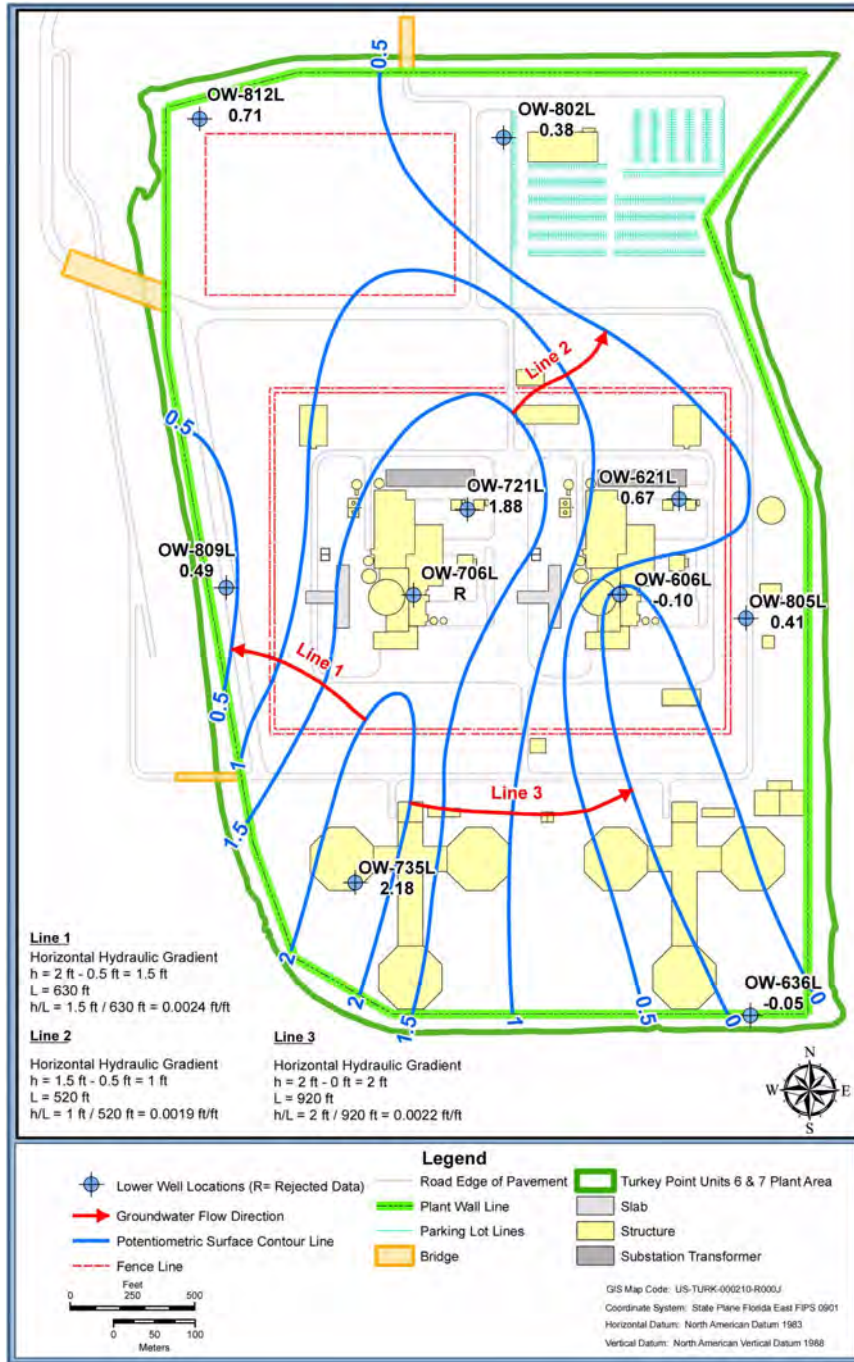 0.5
OW-812L
0.71
OW-802L
0.38
Line 2
0.5
OW-721L
1.88
OW-621L
0.67
OW-809L
0.49
OW-706L
R
OW-606L
-0.10
OW-805L
0.41
Line 1
0.5
1
1.5
Line 3
OW-735L
2.18
2
2
1.5
1
0.5
0
0
OW-636L
-0.05
Line 1
Horizontal Hydraulic Gradient
h = 2 ft - 0.5 ft = 1.5 ft
L = 630 ft
h/L = 1.5 ft / 630 ft = 0.0024 ft/ft
Line 2
Horizontal Hydraulic Gradient
h = 1.5 ft - 0.5 ft = 1 ft
L = 520 ft
h/L = 1 ft / 520 ft = 0.0019 ft/ft
Line 3
Horizontal Hydraulic Gradient
h = 2 ft - 0 ft = 2 ft
L = 920 ft
h/L = 2 ft / 920 ft = 0.0022 ft/ft
N
W E
S
Legend
Lower Well Locations (R= Rejected Data)
Groundwater Flow Direction
Potentiometric Surface Contour Line
Fence Line
Road Edge of Pavement
Plant Wall Line
Parking Lot Lines
Bridge
Turkey Point Units 6 & 7 Plant Area
Slab
Structure
Substation Transformer
Feet
0 250 500
0 50 100
Meters
GIS Map Code: US-TURK-000210-R000J
Coordinate System: State Plane Florida East FIPS 0901
Horizontal Datum: North American Datum 1983
Vertical Datum: North American Vertical Datum 1988